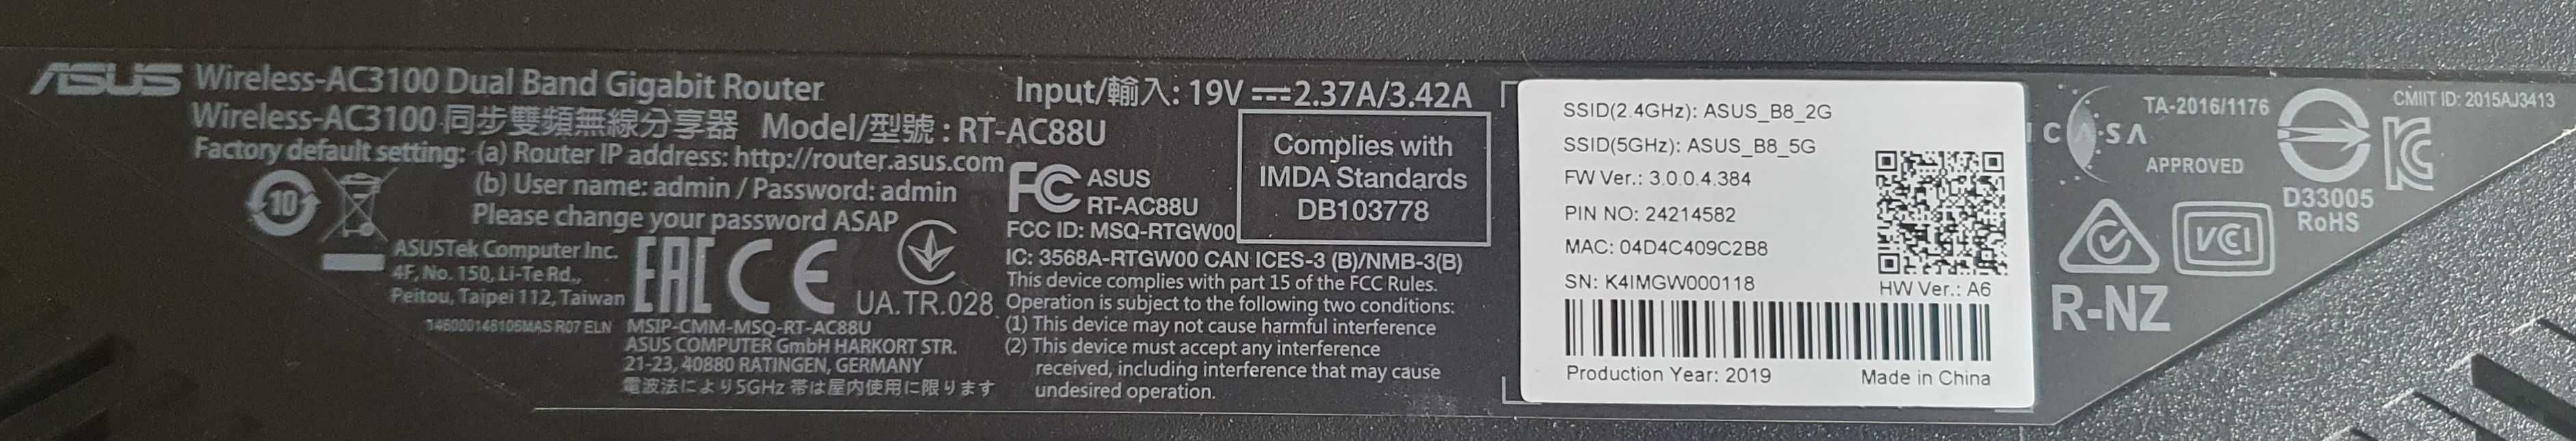 ASUS Wireless-AC3100 Dual Band Gigabit Router
Wireless-AC3100 同步雙頻無線分享器 Model/型號 : RT-AC88U
Factory default setting: (a) Router IP address: http://router.asus.com
(b) User name: admin / Password: admin
Please change your password ASAP
10
ASUSTek Computer Inc.
4F, No. 150, Li-Te Rd.,
Peitou, Taipei 112, Taiwan
EAC CE
UA.TR.028
MSIP-CMM-MSQ-RT-AC88U
ASUS COMPUTER GmbH HARKORT STR.
21-23, 40880 RATINGEN, GERMANY
電波法により5GHz 帯は屋内使用に限ります
Input/輸入: 19V ⎓2.37A/3.42A
FC ASUS
RT-AC88U
FCC ID: MSQ-RTGW00
Complies with
IMDA Standards
DB103778
IC: 3568A-RTGW00 CAN ICES-3 (B)/NMB-3(B)
This device complies with part 15 of the FCC Rules.
Operation is subject to the following two conditions:
(1) This device may not cause harmful interference
(2) This device must accept any interference
received, including interference that may cause
undesired operation.
SSID(2.4GHz): ASUS_B8_2G
SSID(5GHz): ASUS_B8_5G
FW Ver.: 3.0.0.4.384
PIN NO: 24214582
MAC: 04D4C409C2B8
SN: K4IMGW000118
HW Ver.: A6
Production Year: 2019
Made in China
ICASA
TA-2016/1176
APPROVED
CMIIT ID: 2015AJ3413
D33005
RoHS
VCCI
R-NZ